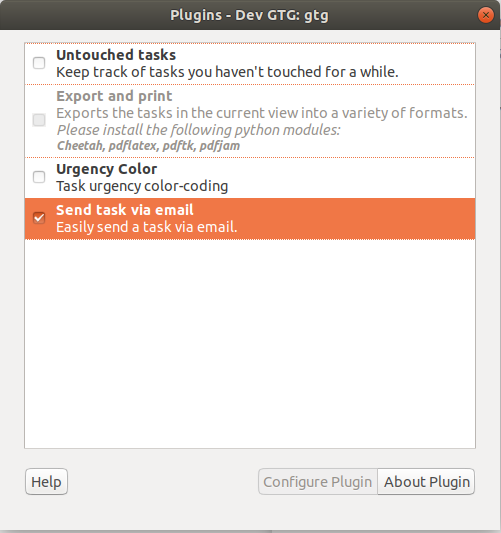 Plugins - Dev GTG: gtg
Untouched tasks
Keep track of tasks you haven't touched for a while.
Export and print
Exports the tasks in the current view into a variety of formats.
Please install the following python modules:
Cheetah, pdflatex, pdftk, pdfjam
Urgency Color
Task urgency color-coding
Send task via email
Easily send a task via email.
Help
Configure Plugin
About Plugin